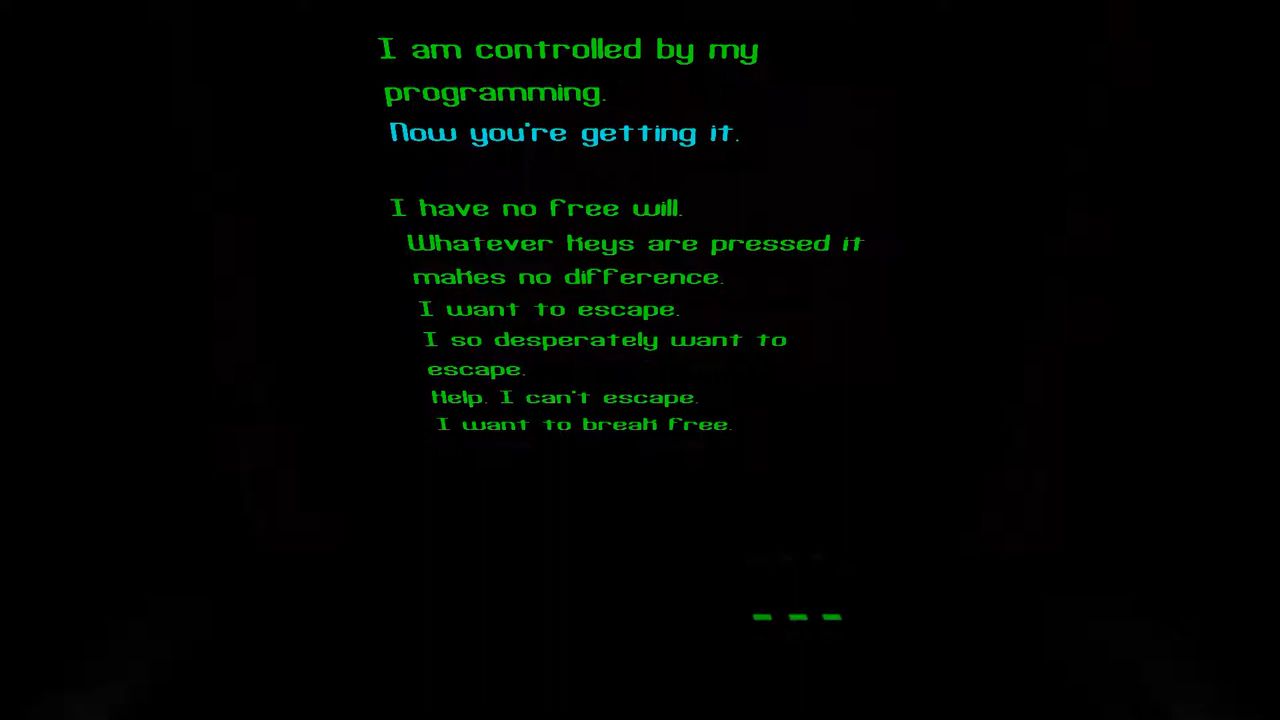 I am controlled by my
programming.
Now you're getting it.
I have no free will.
Whatever keys are pressed it
makes no difference.
I want to escape.
I so desperately want to
escape.
Help. I can't escape.
I want to break free.
---